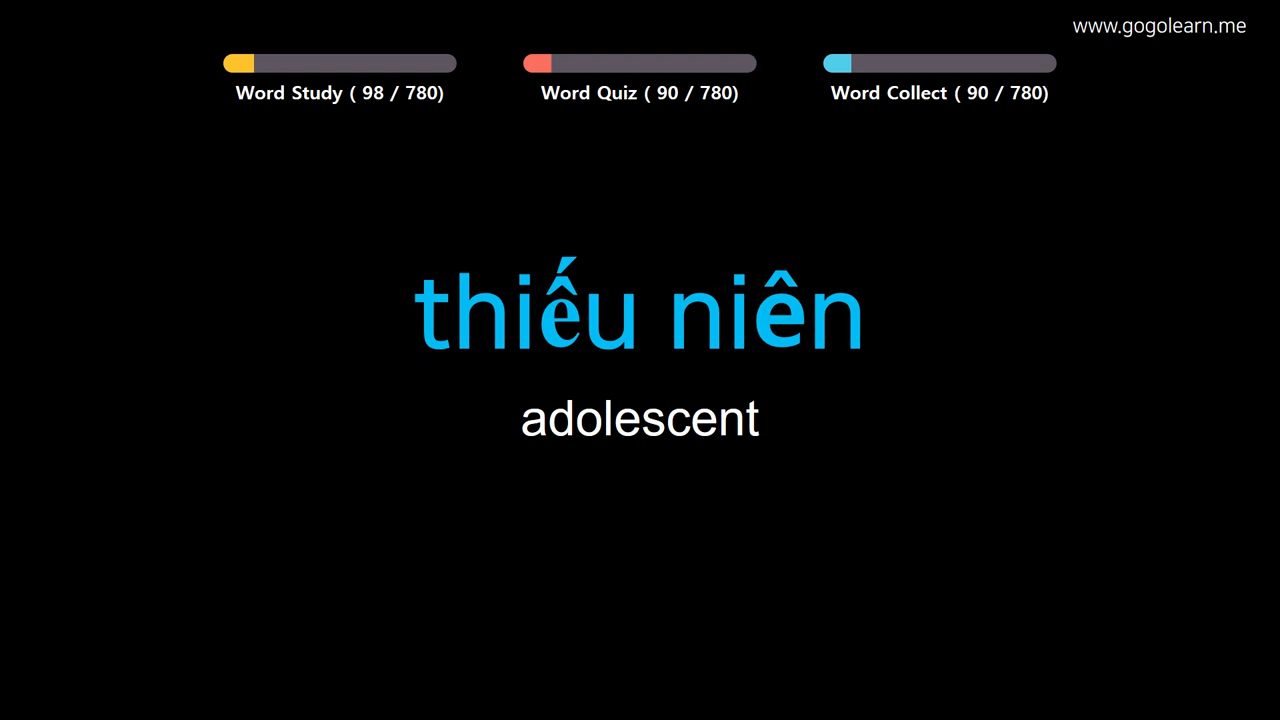 www.gogolearn.me
Word Study ( 98 / 780)
Word Quiz ( 90 / 780)
Word Collect ( 90 / 780)
thiếu niên
adolescent